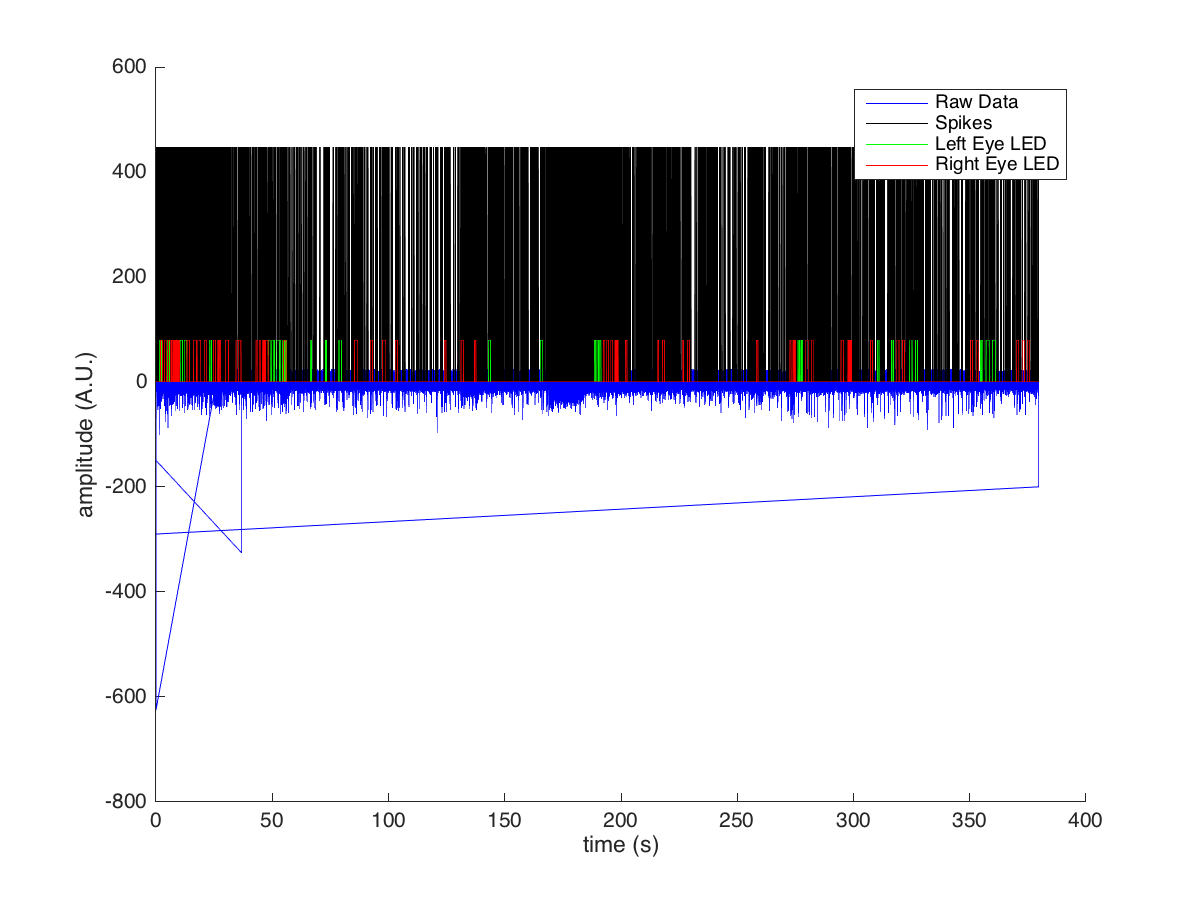 600
400
200
0
-200
-400
-600
-800
amplitude (A.U.)
Raw Data
Spikes
Left Eye LED
Right Eye LED
0 50 100 150 200 250 300 350 400
time (s)